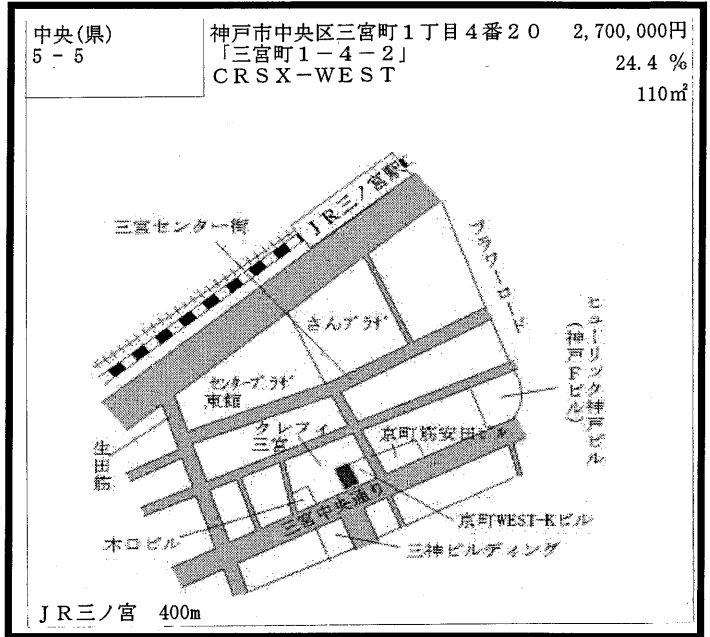 中央(県)
5 - 5
神戸市中央区三宮町1丁目4番20
「三宮町1-4-2」
CRSX-WEST
2,700,000円
24.4 %
110㎡
JR三ノ宮駅
三宮センター街
フラワーロード
さんプラザ
ヒューリック神戸ビル
(神戸Fビル)
センタープラザ
東館
クレフィ
三宮
京町筋安田ビル
生田筋
三宮中央通り
京町WEST-Kビル
木口ビル
三神ビルディング
JR三ノ宮 400m